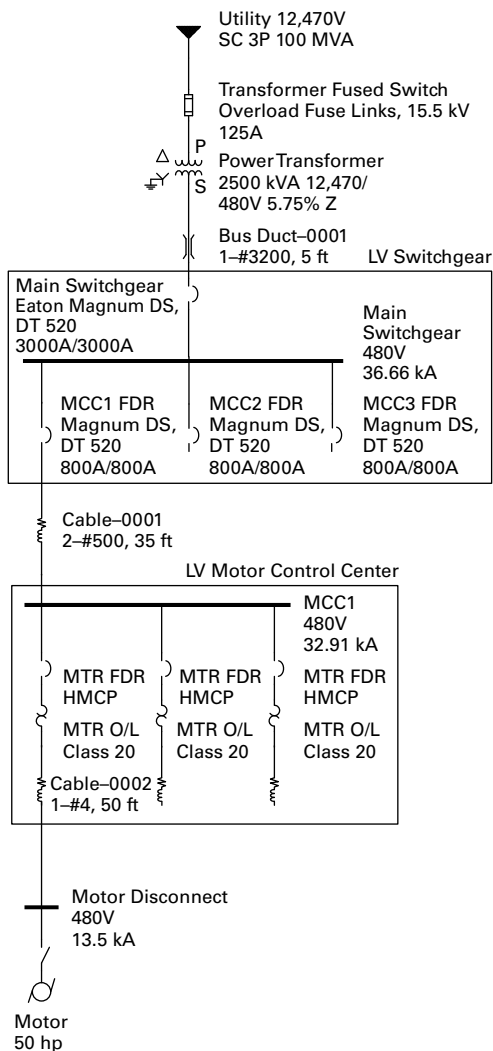 Utility 12,470V
SC 3P 100 MVA
Transformer Fused Switch
Overload Fuse Links, 15.5 kV
125A
P
S
Power Transformer
2500 kVA 12,470/
480V 5.75% Z
Bus Duct–0001
1–#3200, 5 ft
LV Switchgear
Main Switchgear
Eaton Magnum DS,
DT 520
3000A/3000A
Main
Switchgear
480V
36.66 kA
MCC1 FDR
Magnum DS,
DT 520
800A/800A
MCC2 FDR
Magnum DS,
DT 520
800A/800A
MCC3 FDR
Magnum DS,
DT 520
800A/800A
Cable–0001
2–#500, 35 ft
LV Motor Control Center
MCC1
480V
32.91 kA
MTR FDR
HMCP
MTR O/L
Class 20
MTR FDR
HMCP
MTR O/L
Class 20
MTR FDR
HMCP
MTR O/L
Class 20
Cable–0002
1–#4, 50 ft
Motor Disconnect
480V
13.5 kA
Motor
50 hp